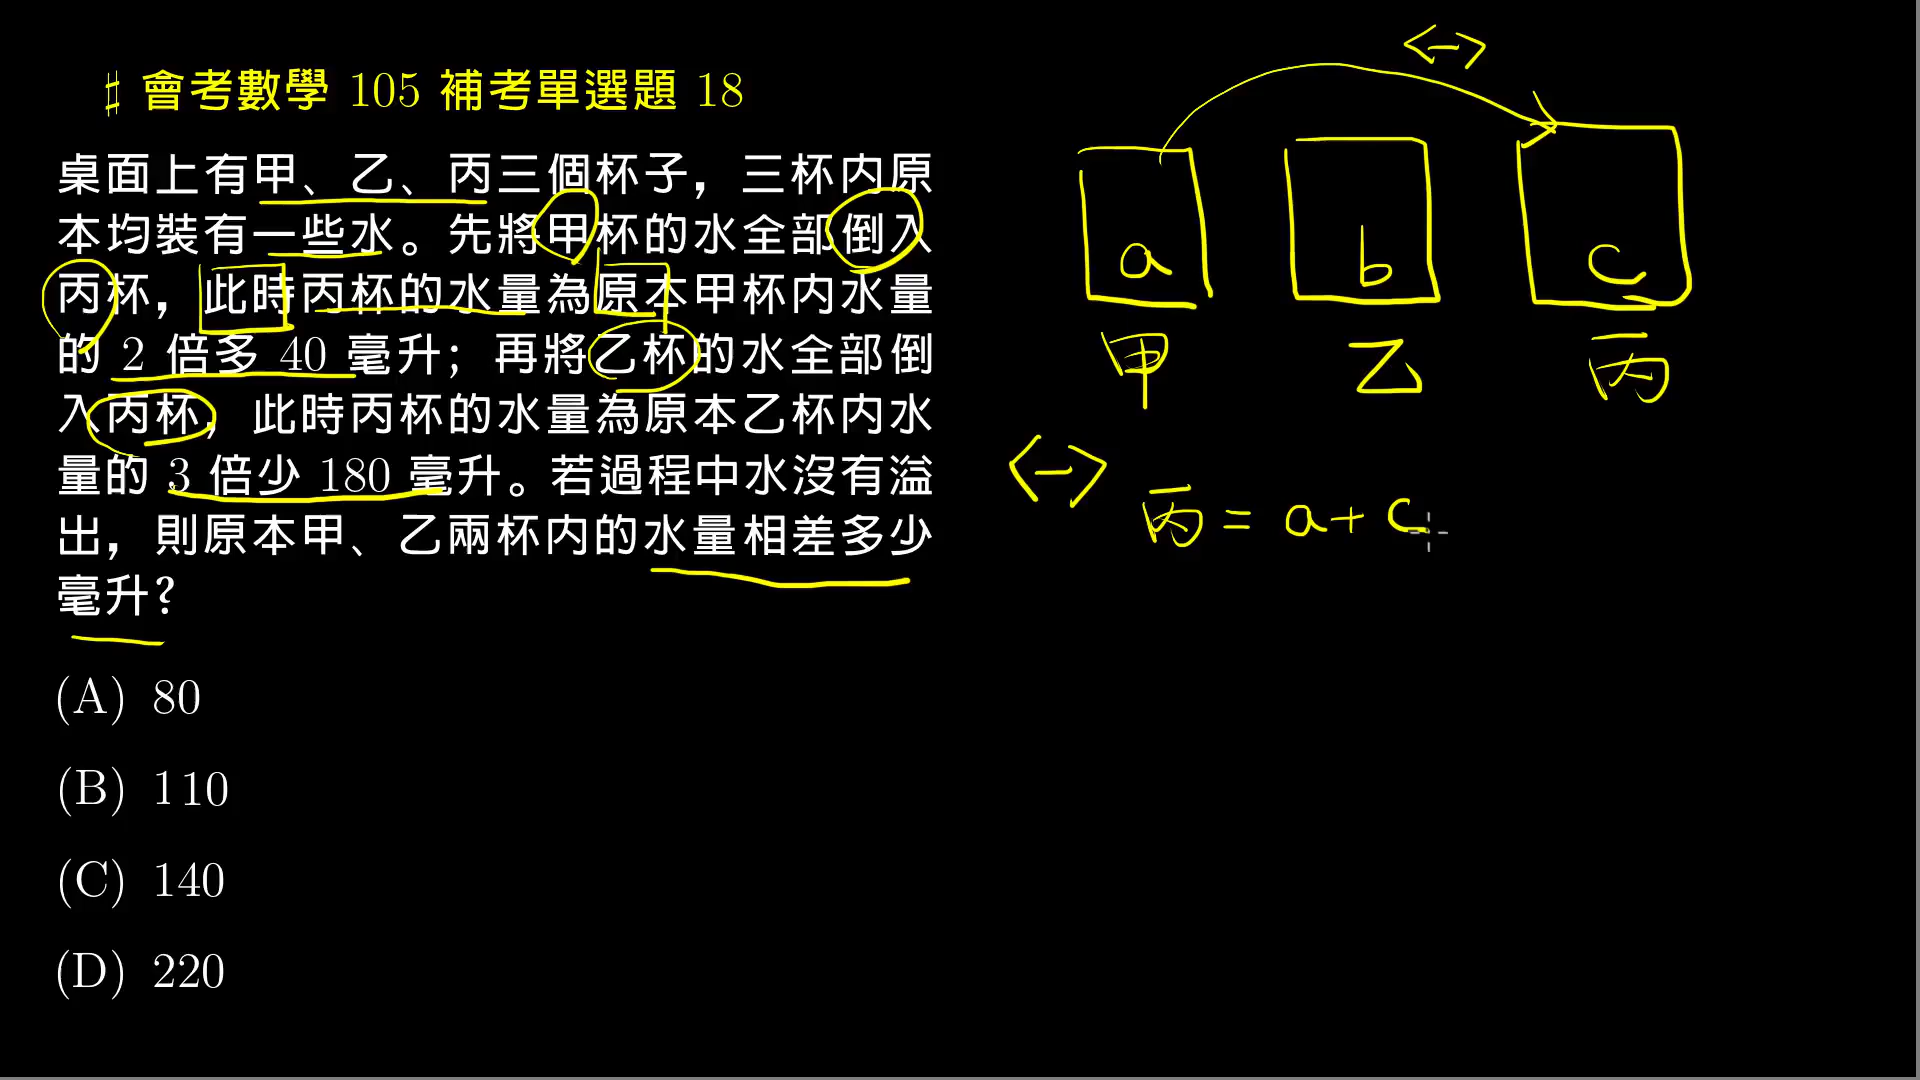 ♯ 會考數學 105 補考單選題 18
桌面上有甲、乙、丙三個杯子，三杯內原
本均裝有一些水。先將甲杯的水全部倒入
丙杯，此時丙杯的水量為原本甲杯內水量
的 2 倍多 40 毫升；再將乙杯的水全部倒
入丙杯，此時丙杯的水量為原本乙杯內水
量的 3 倍少 180 毫升。若過程中水沒有溢
出，則原本甲、乙兩杯內的水量相差多少
毫升？
(A) 80
(B) 110
(C) 140
(D) 220
<一>
a b c
甲 乙 丙
<一>
丙 = a + c